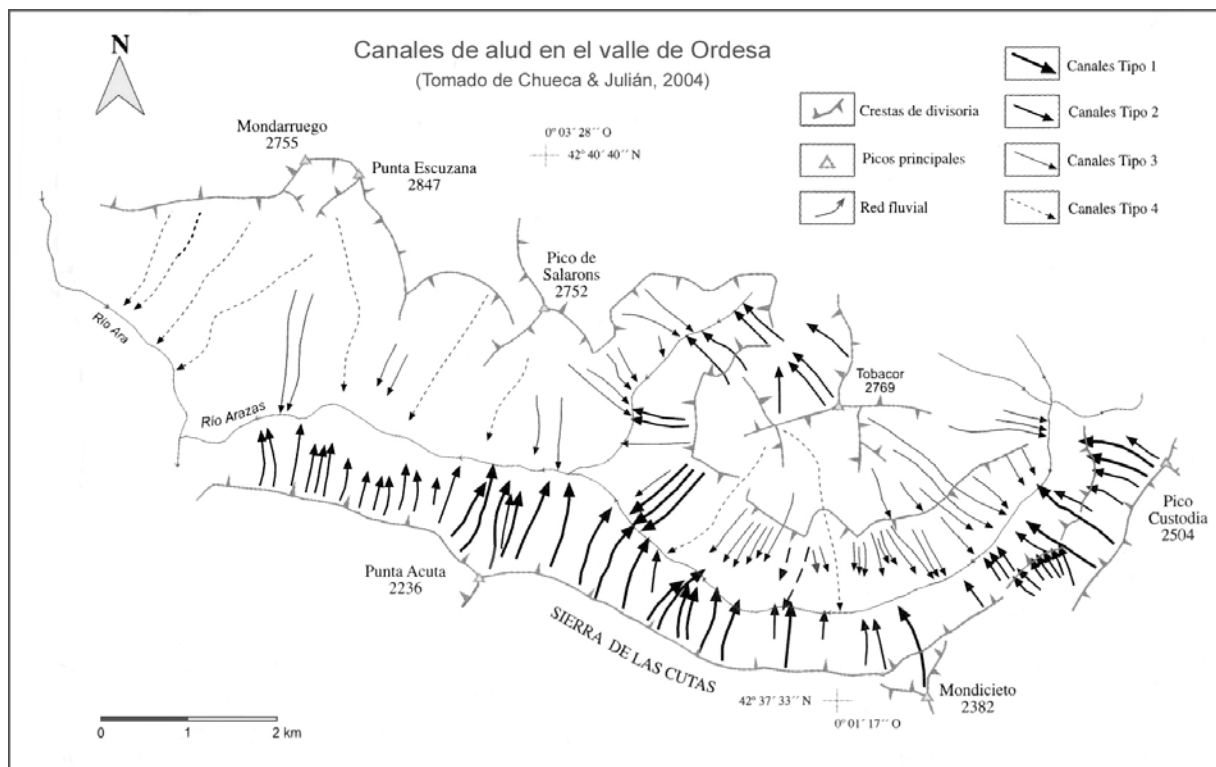 Canales de alud en el valle de Ordesa
(Tomado de Chueca & Julián, 2004)
N
Canales Tipo 1
Canales Tipo 2
Canales Tipo 3
Canales Tipo 4
Crestas de divisoria
Picos principales
Red fluvial
Mondarruego
2755
0° 03´ 28´´ O
42° 40´ 40´´ N
Punta Escuzana
2847
Pico de
Salarons
2752
Río Ara
Tobacor
2769
Río Arazas
Pico
Custodia
2504
Punta Acuta
2236
SIERRA DE LAS CUTAS
42° 37´ 33´´ N
0° 01´ 17´´ O
Mondicieto
2382
0 1 2 km